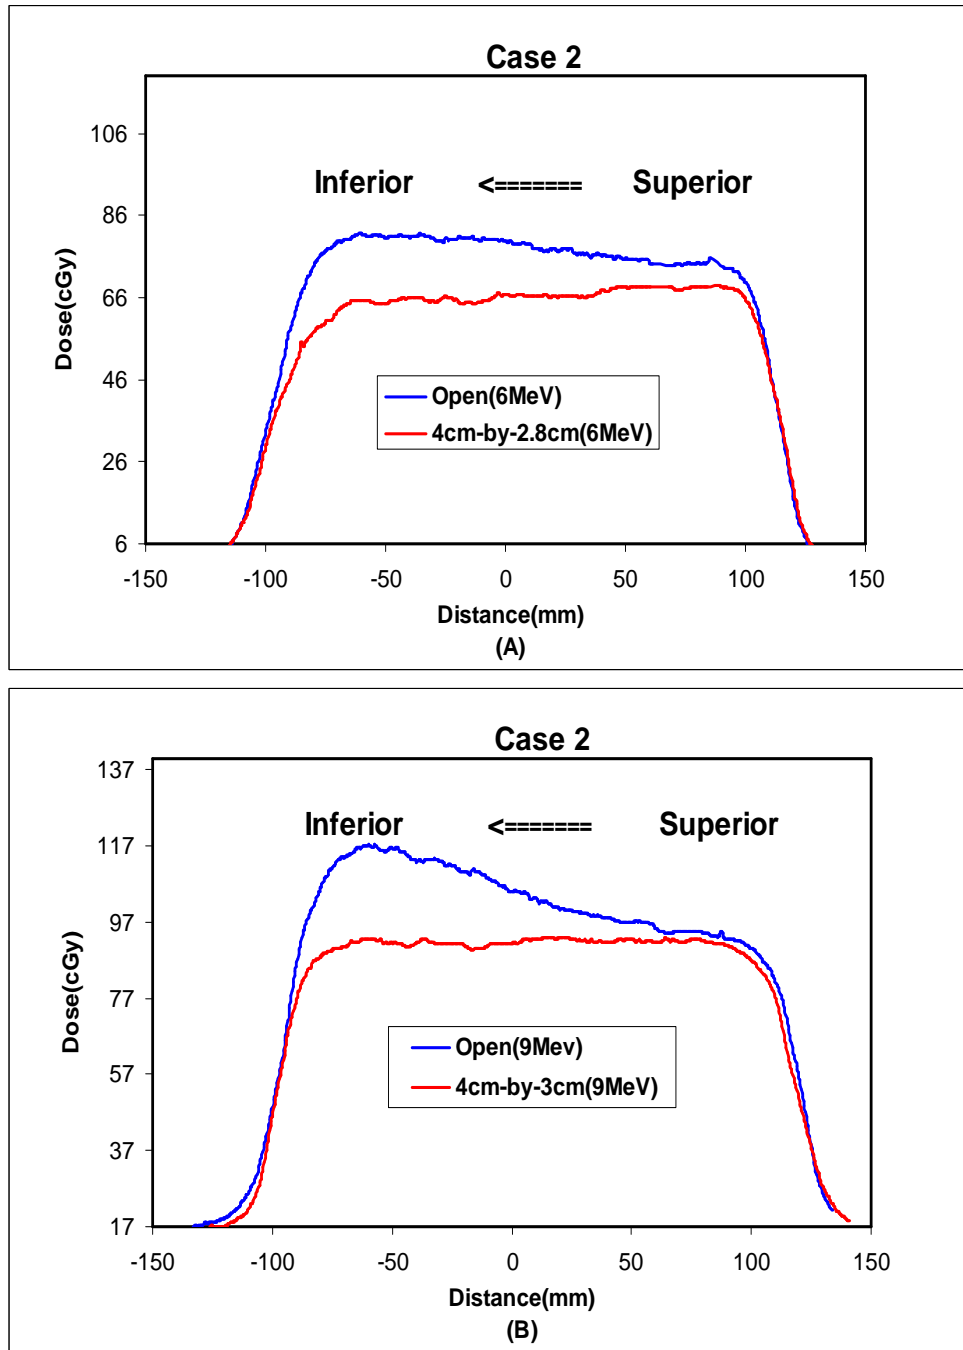 Case 2
106
Inferior <======= Superior
86
66
Dose(cGy)
46
Open(6MeV)
4cm-by-2.8cm(6MeV)
26
6
-150 -100 -50 0 50 100 150
Distance(mm)
(A)
Case 2
137
Inferior <======= Superior
117
97
Dose(cGy)
77
Open(9Mev)
4cm-by-3cm(9MeV)
57
37
17
-150 -100 -50 0 50 100 150
Distance(mm)
(B)